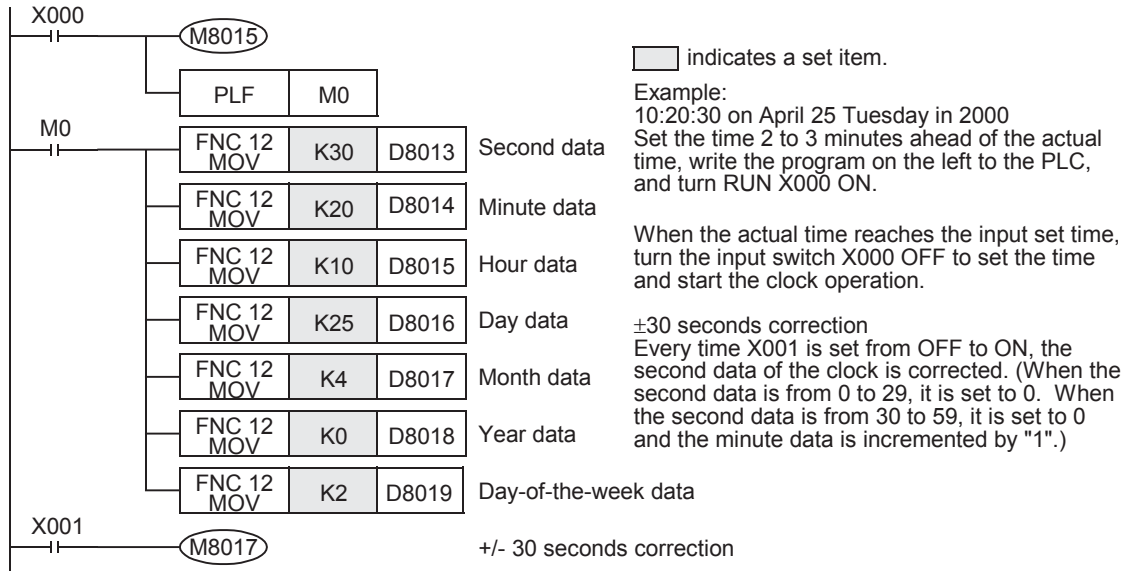 X000
M8015
PLF M0
M0
FNC 12
MOV K30 D8013 Second data
FNC 12
MOV K20 D8014 Minute data
FNC 12
MOV K10 D8015 Hour data
FNC 12
MOV K25 D8016 Day data
FNC 12
MOV K4 D8017 Month data
FNC 12
MOV K0 D8018 Year data
FNC 12
MOV K2 D8019 Day-of-the-week data
X001
M8017 +/- 30 seconds correction
indicates a set item.
Example:
10:20:30 on April 25 Tuesday in 2000
Set the time 2 to 3 minutes ahead of the actual
time, write the program on the left to the PLC,
and turn RUN X000 ON.
When the actual time reaches the input set time,
turn the input switch X000 OFF to set the time
and start the clock operation.
±30 seconds correction
Every time X001 is set from OFF to ON, the
second data of the clock is corrected. (When the
second data is from 0 to 29, it is set to 0. When
the second data is from 30 to 59, it is set to 0
and the minute data is incremented by "1".)